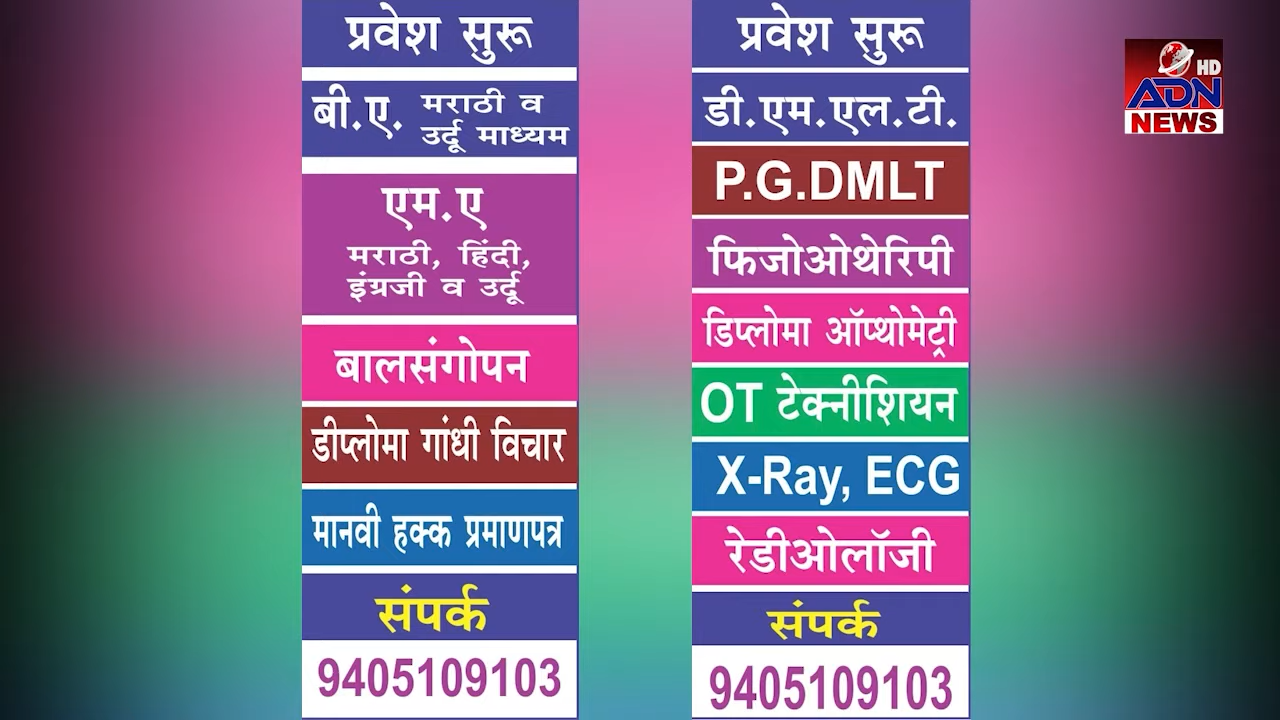 प्रवेश सुरू
बी.ए. मराठी व
उर्दू माध्यम
एम.ए
मराठी, हिंदी,
इंग्रजी व उर्दू
बालसंगोपन
डीप्लोमा गांधी विचार
मानवी हक्क प्रमाणपत्र
संपर्क
9405109103
प्रवेश सुरू
डी.एम.एल.टी.
P.G.DMLT
फिजोओथेरिपी
डिप्लोमा ऑप्थोमेट्री
OT टेक्नीशियन
X-Ray, ECG
रेडीओलॉजी
संपर्क
9405109103
HD
ADN
NEWS